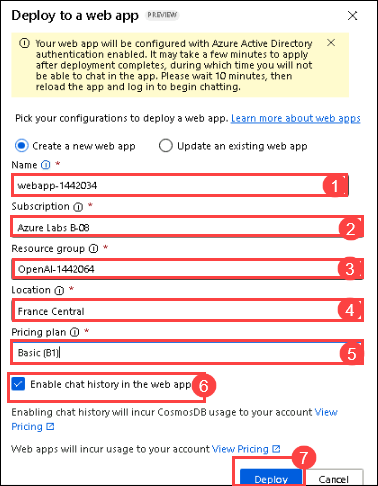 Deploy to a web app PREVIEW
Your web app will be configured with Azure Active Directory
authentication enabled. It may take a few minutes to
apply after deployment completes, during which time you will not
be able to chat in the app. Please wait 10 minutes, then
reload the app and log in to begin chatting.
Pick your configurations to deploy a web app. Learn more about web apps
Create a new web app Update an existing web app
Name *
webapp-1442034 1
Subscription *
Azure Labs B-08 2
Resource group *
OpenAI-1442064 3
Location *
France Central 4
Pricing plan *
Basic (B1) 5
Enable chat history in the web app 6
Enabling chat history will incur CosmosDB usage to your account View
Pricing
Web apps will incur usage to your account View Pricing
7
Deploy Cancel